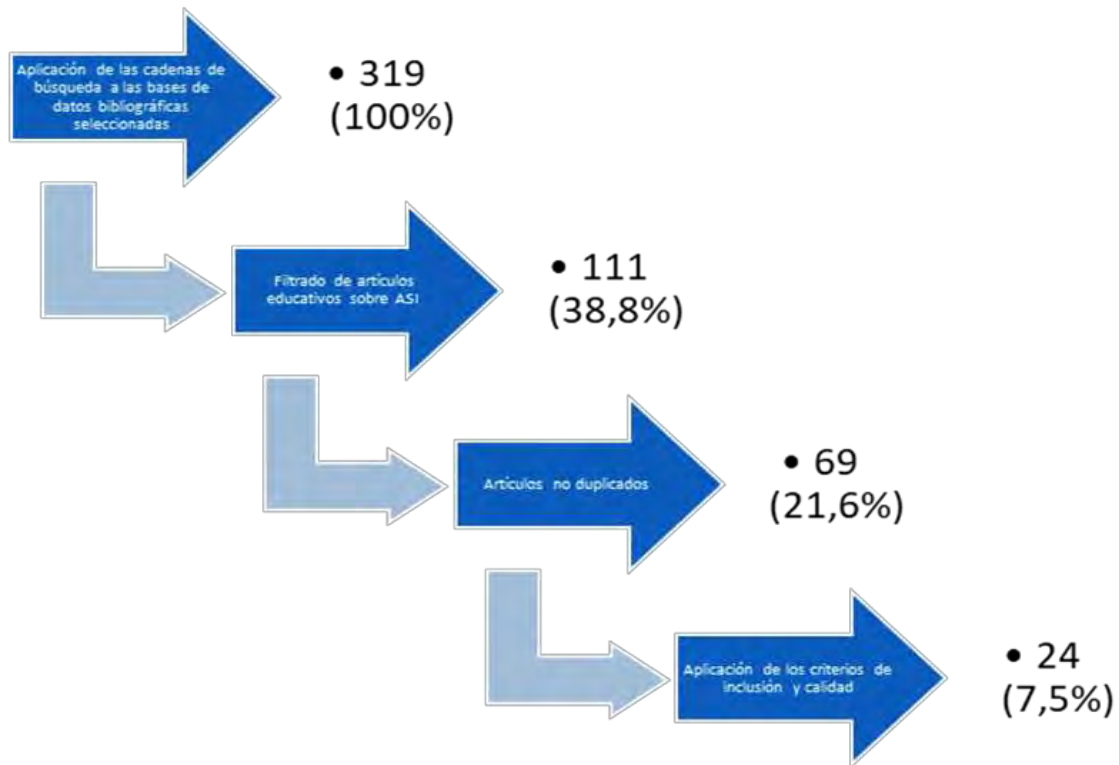 Aplicación de las cadenas de
búsqueda a las bases de
datos bibliográficas
seleccionadas
• 319
(100%)
Filtrado de artículos
educativos sobre ASI
• 111
(38,8%)
Artículos no duplicados
• 69
(21,6%)
Aplicación de los criterios de
inclusión y calidad
• 24
(7,5%)